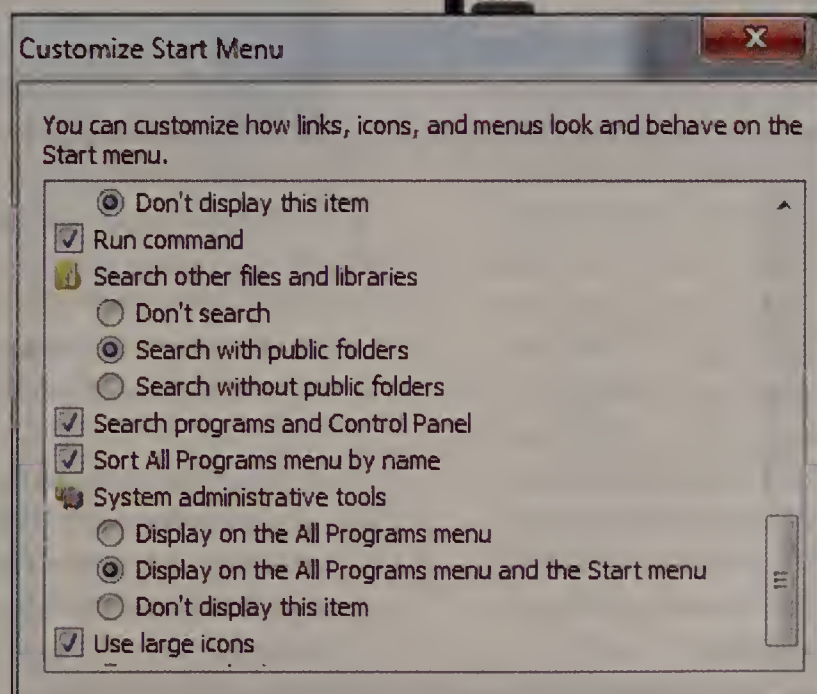 Customize Start Menu
You can customize how links, icons, and menus look and behave on the
Start menu.
Don't display this item
Run command
Search other files and libraries
Don't search
Search with public folders
Search without public folders
Search programs and Control Panel
Sort All Programs menu by name
System administrative tools
Display on the All Programs menu
Display on the All Programs menu and the Start menu
Don't display this item
Use large icons